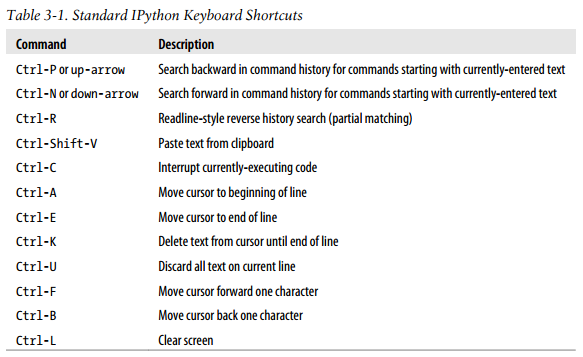 Table 3-1. Standard IPython Keyboard Shortcuts
Command Description
Ctrl-P or up-arrow Search backward in command history for commands starting with currently-entered text
Ctrl-N or down-arrow Search forward in command history for commands starting with currently-entered text
Ctrl-R Readline-style reverse history search (partial matching)
Ctrl-Shift-V Paste text from clipboard
Ctrl-C Interrupt currently-executing code
Ctrl-A Move cursor to beginning of line
Ctrl-E Move cursor to end of line
Ctrl-K Delete text from cursor until end of line
Ctrl-U Discard all text on current line
Ctrl-F Move cursor forward one character
Ctrl-B Move cursor back one character
Ctrl-L Clear screen